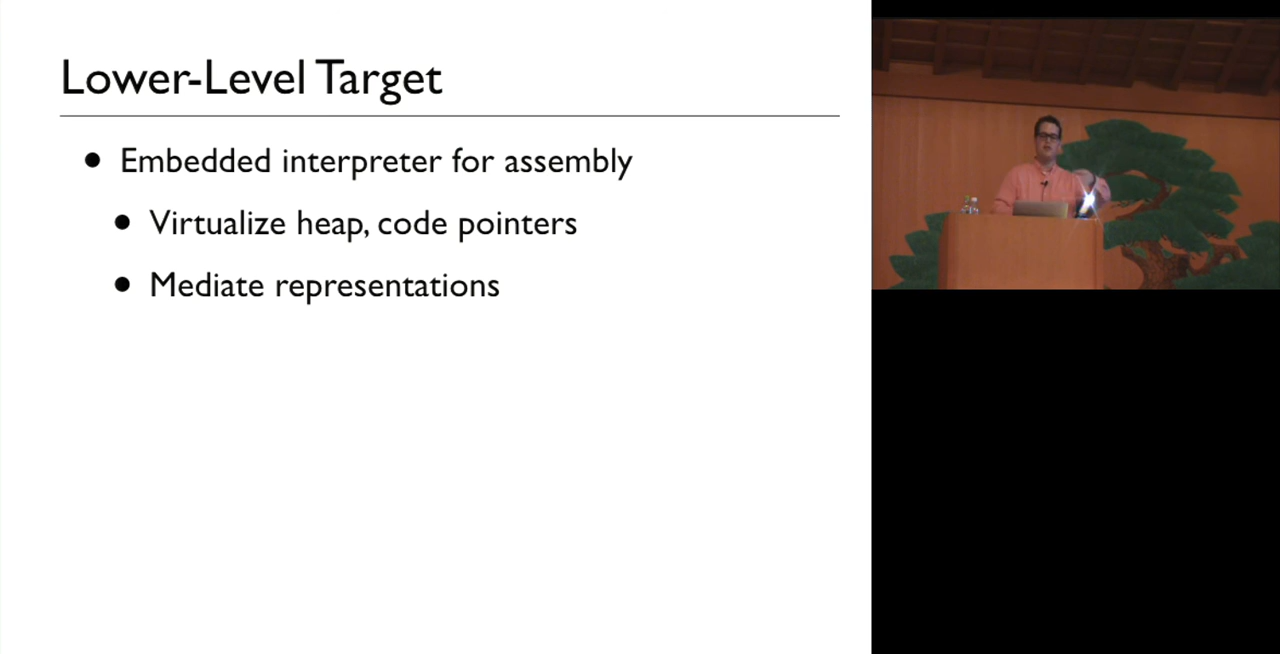 Lower-Level Target
• Embedded interpreter for assembly
• Virtualize heap, code pointers
• Mediate representations